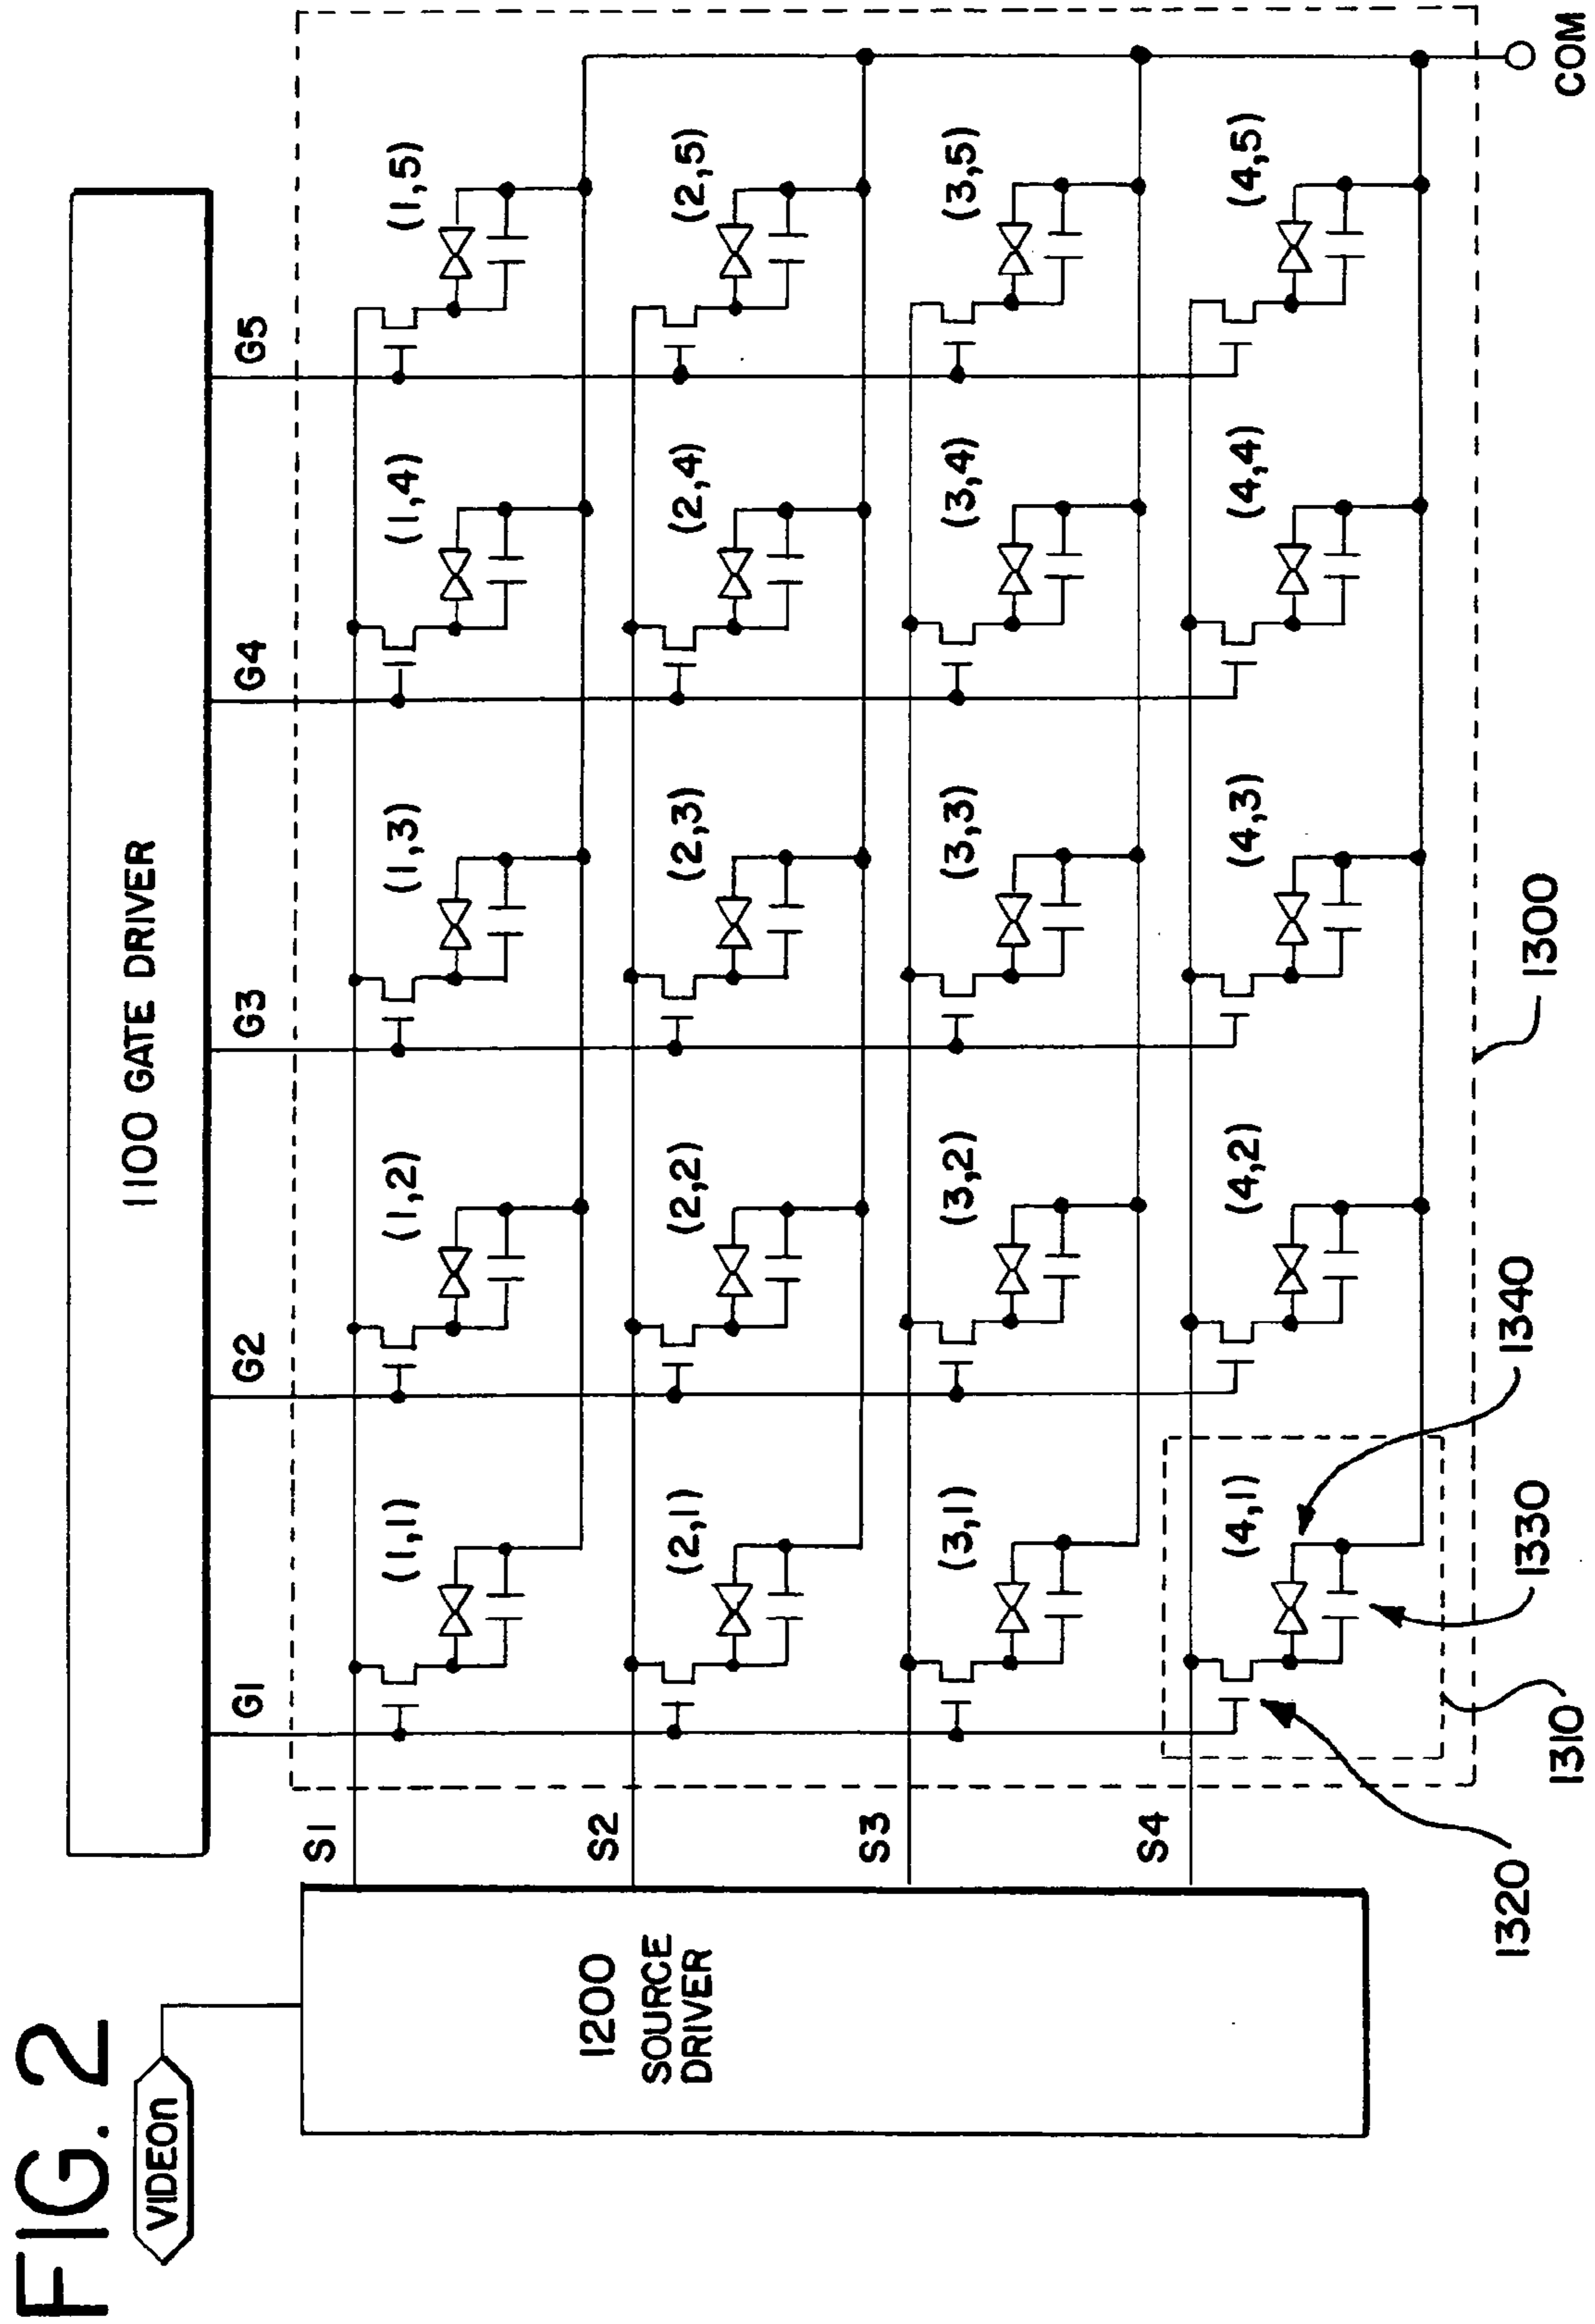 FIG. 2
VIDEOn
1100 GATE DRIVER
1200
SOURCE
DRIVER
G1
G2
G3
G4
G5
S1
(1,1)
(1,2)
(1,3)
(1,4)
(1,5)
S2
(2,1)
(2,2)
(2,3)
(2,4)
(2,5)
S3
(3,1)
(3,2)
(3,3)
(3,4)
(3,5)
S4
(4,1)
(4,2)
(4,3)
(4,4)
(4,5)
1320
1310
1330
1340
1300
COM